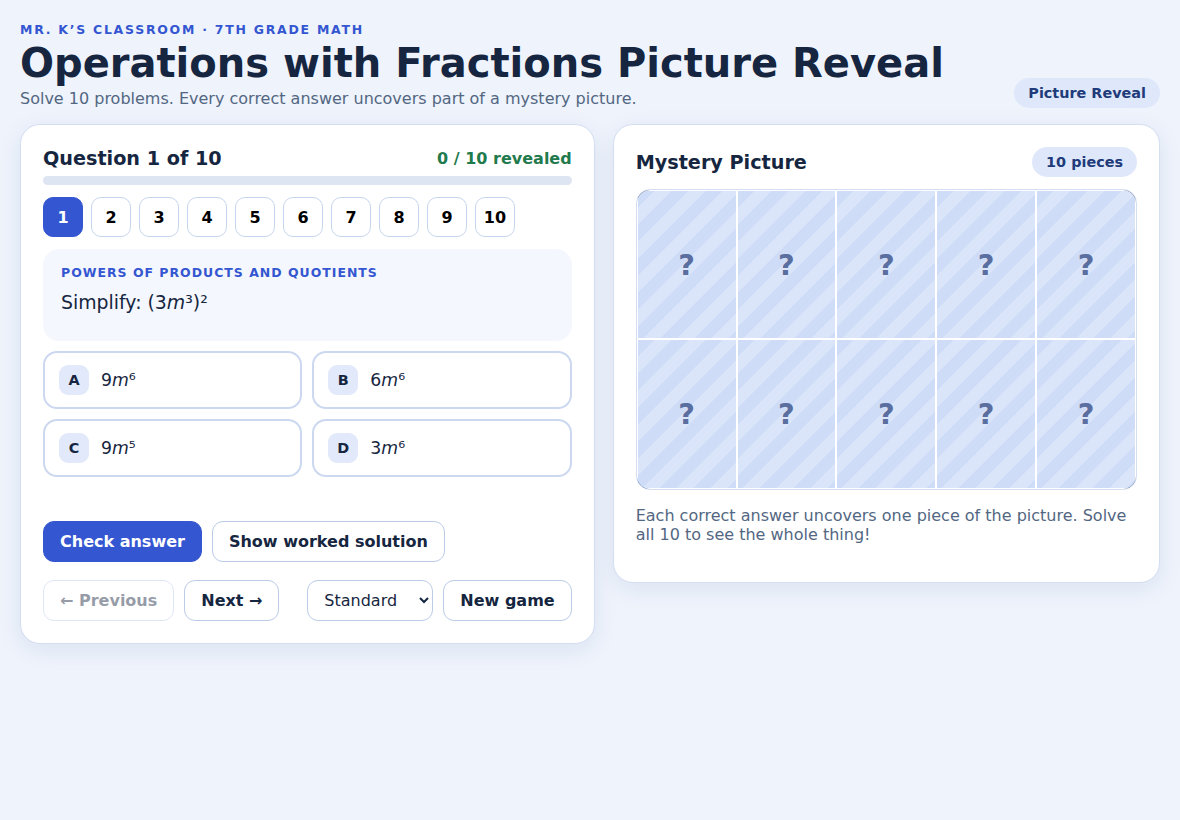 MR. K’S CLASSROOM · 7TH GRADE MATH
Operations with Fractions Picture Reveal
Solve 10 problems. Every correct answer uncovers part of a mystery picture.
Picture Reveal
Question 1 of 10
0 / 10 revealed
1 2 3 4 5 6 7 8 9 10
POWERS OF PRODUCTS AND QUOTIENTS
Simplify: (3m³)²
A 9m⁶
B 6m⁶
C 9m⁵
D 3m⁶
Check answer
Show worked solution
← Previous
Next →
Standard
New game
Mystery Picture
10 pieces
? ? ? ? ?
? ? ? ? ?
Each correct answer uncovers one piece of the picture. Solve
all 10 to see the whole thing!